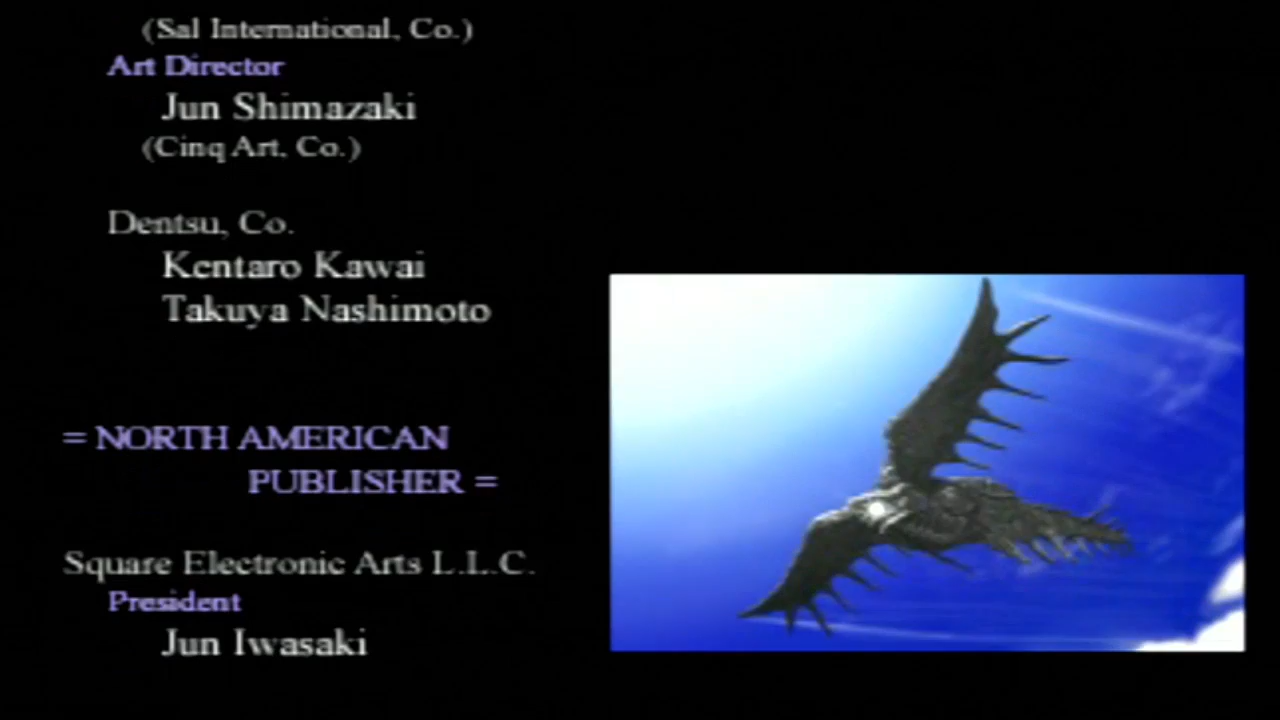 (Sal International, Co.)
Art Director
Jun Shimazaki
(Cinq Art, Co.)
Dentsu, Co.
Kentaro Kawai
Takuya Nashimoto
= NORTH AMERICAN
PUBLISHER =
Square Electronic Arts L.L.C.
President
Jun Iwasaki